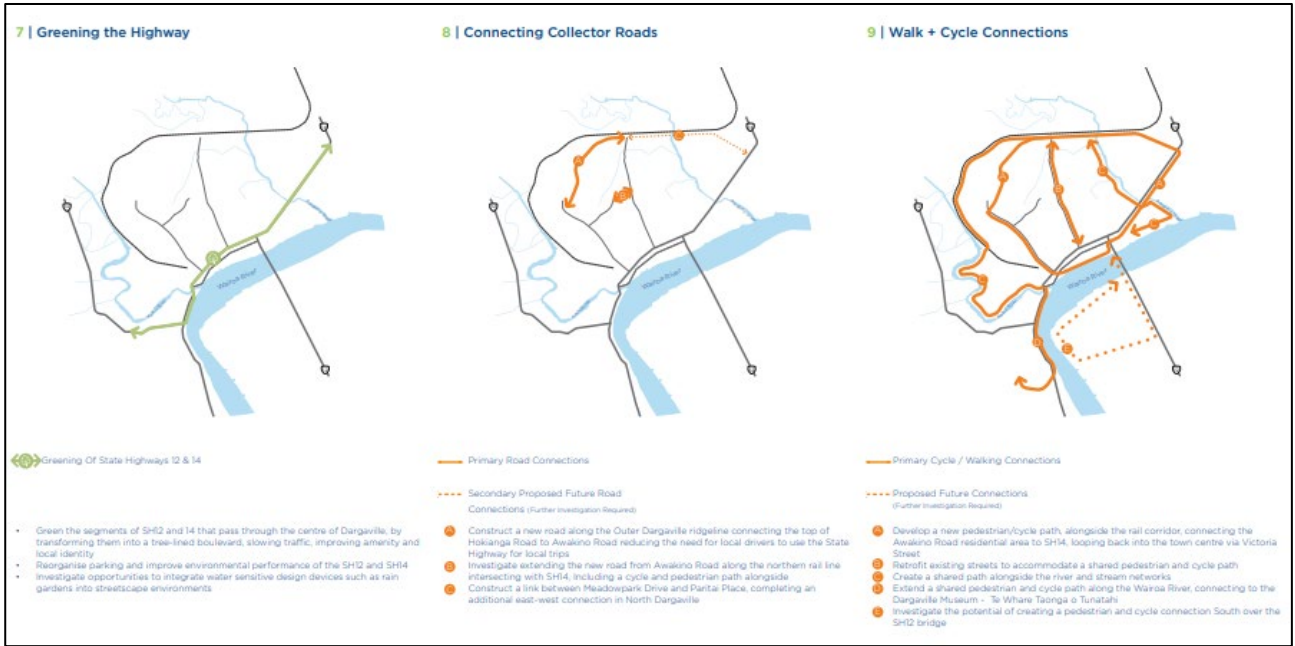 7 | Greening the Highway
Wairoa River
Greening Of State Highways 12 & 14
• Green the segments of SH12 and 14 that pass through the centre of Dargaville, by
transforming them into a tree-lined boulevard, slowing traffic, improving amenity and
local identity
• Reorganise parking and improve environmental performance of the SH12 and SH14
• Investigate opportunities to integrate water sensitive design devices such as rain
gardens into streetscape environments
8 | Connecting Collector Roads
A
Wairoa River
Primary Road Connections
Secondary Proposed Future Road
Connections (Further Investigation Required)
A Construct a new road along the Outer Dargaville ridgeline connecting the top of
Hokianga Road to Awakino Road reducing the need for local drivers to use the State
Highway for local trips
B Investigate extending the new road from Awakino Road along the northern rail line
intersecting with SH14, including a cycle and pedestrian path alongside
C Construct a link between Meadowpark Drive and Paritai Place, completing an
additional east-west connection in North Dargaville
9 | Walk + Cycle Connections
A
B
C
Wairoa River
D
E
Primary Cycle / Walking Connections
Proposed Future Connections
(Further Investigation Required)
A Develop a new pedestrian/cycle path, alongside the rail corridor, connecting the
Awakino Road residential area to SH14, looping back into the town centre via Victoria
Street
B Retrofit existing streets to accommodate a shared pedestrian and cycle path
C Create a shared path alongside the river and stream networks
D Extend a shared pedestrian and cycle path along the Wairoa River, connecting to the
Dargaville Museum - Te Whare Taonga o Tunatahi
E Investigate the potential of creating a pedestrian and cycle connection South over the
SH12 bridge